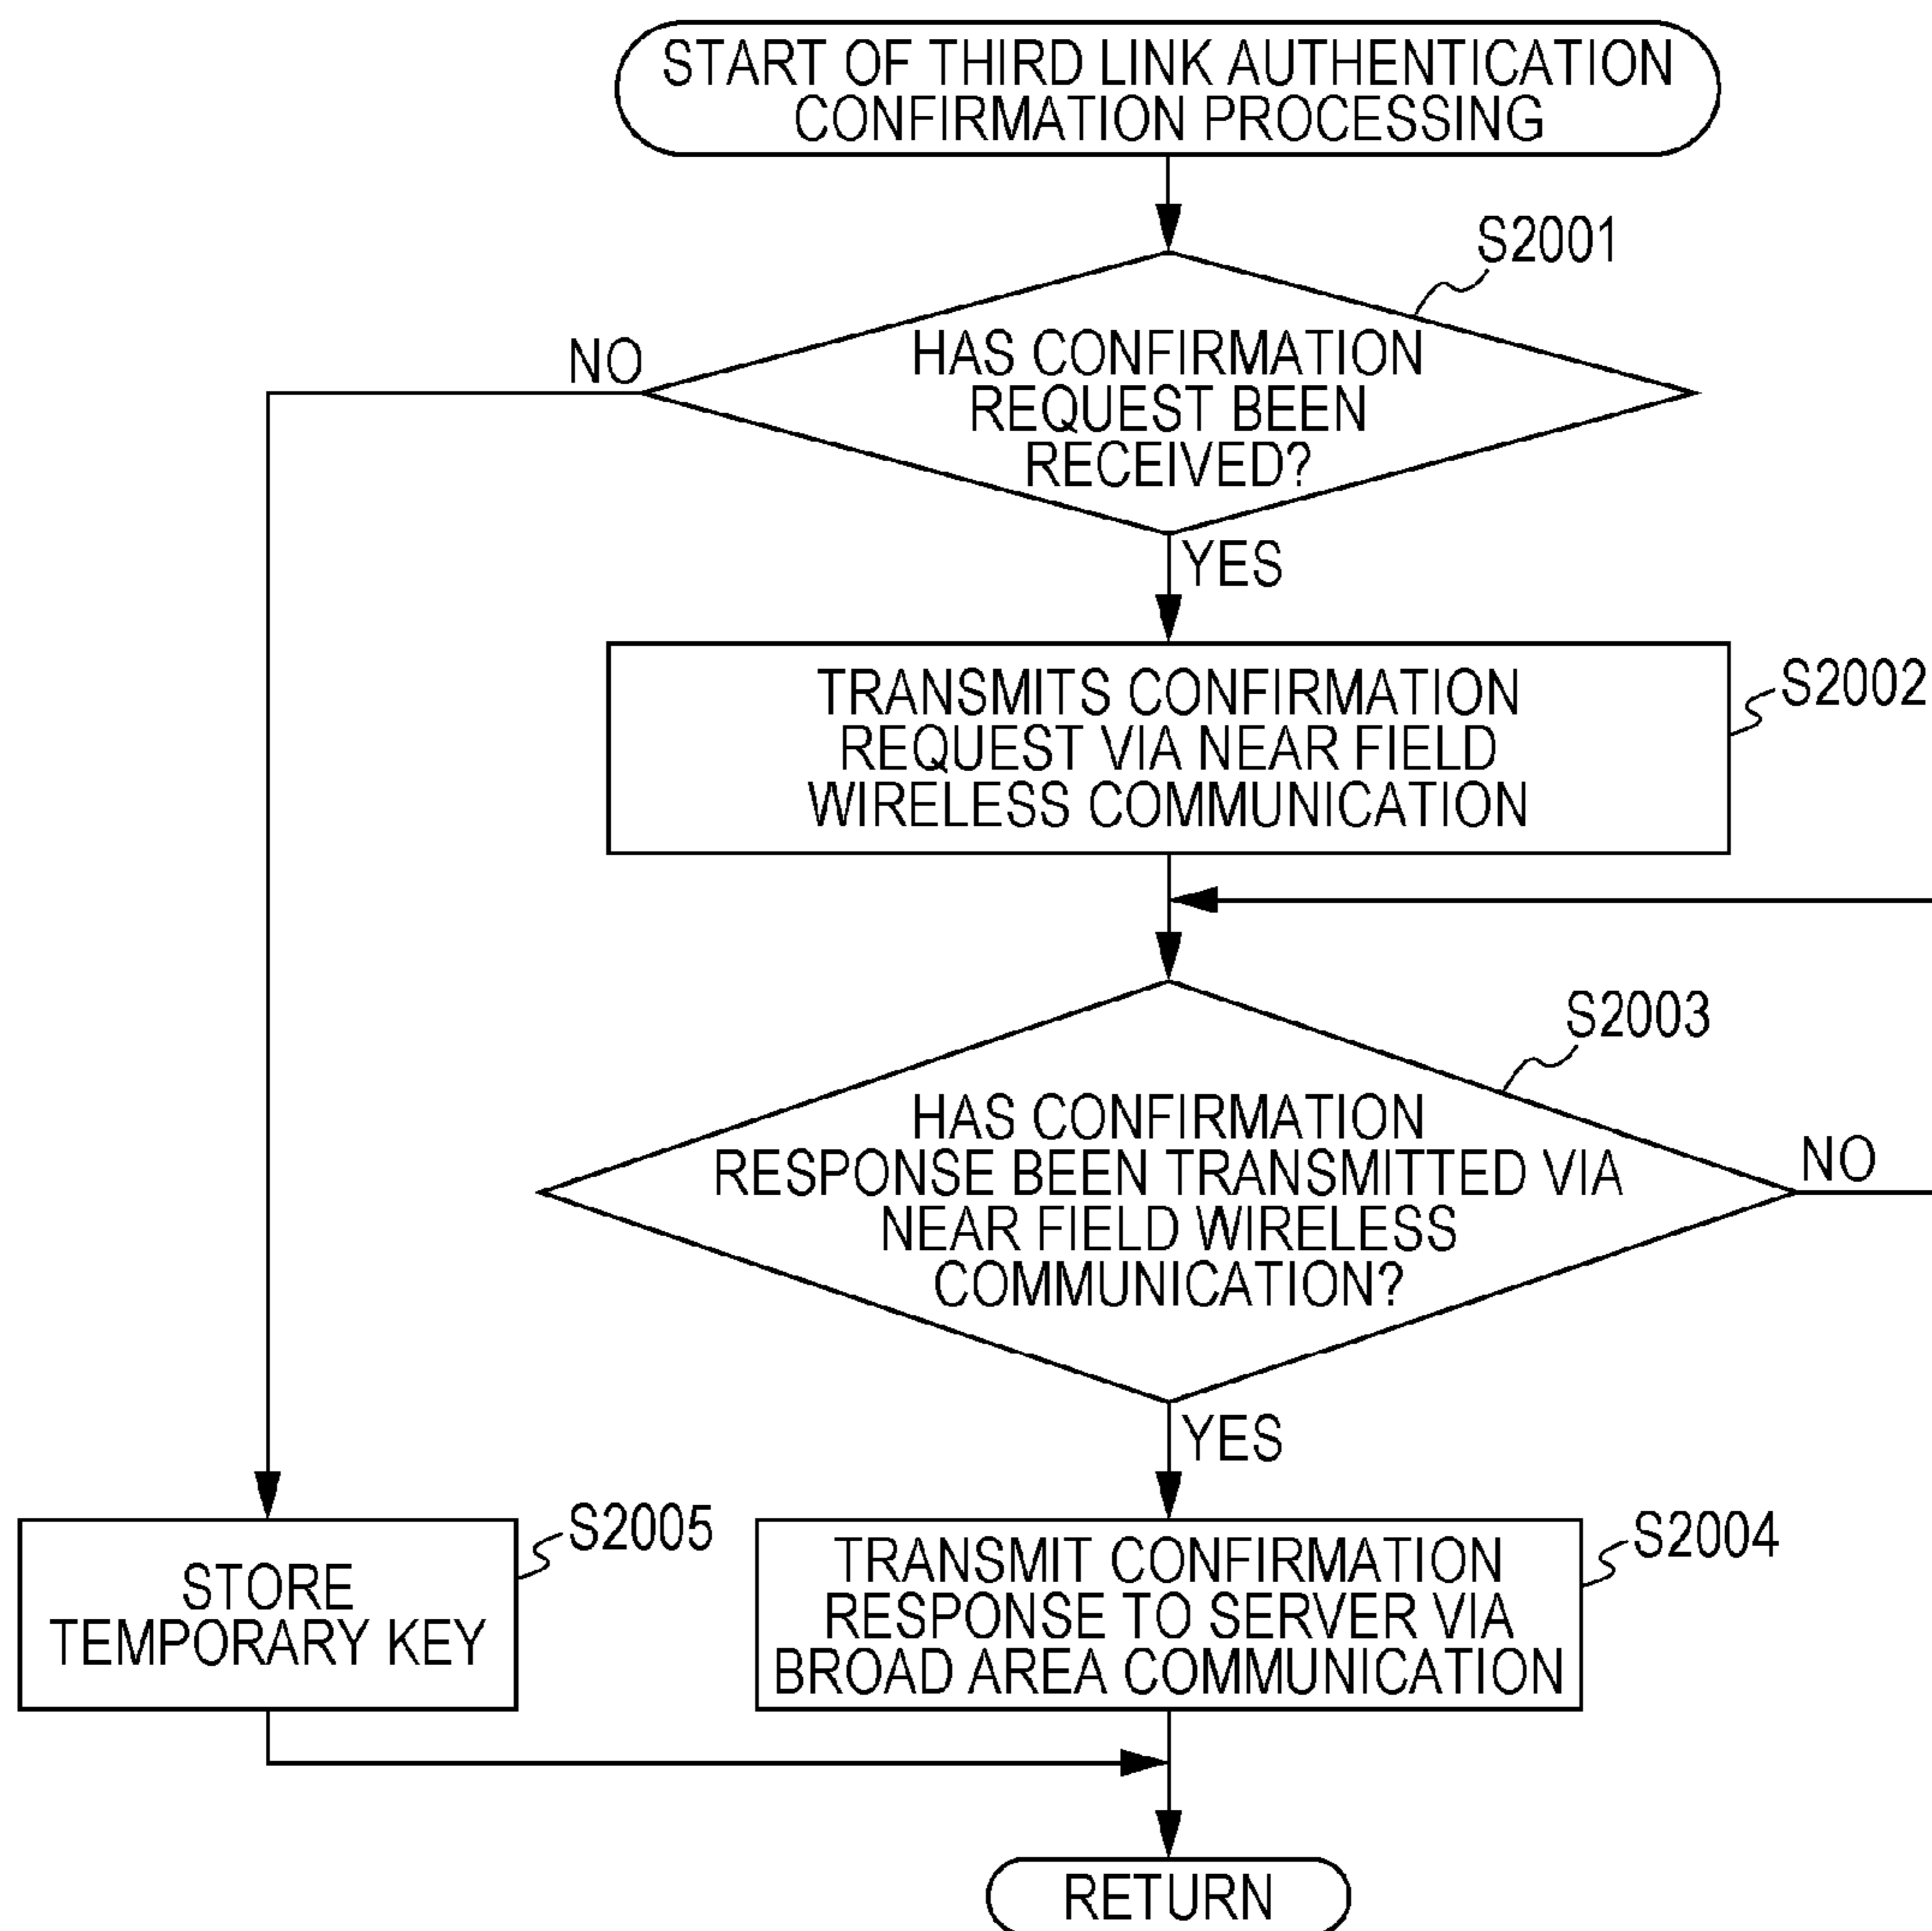 START OF THIRD LINK AUTHENTICATION
CONFIRMATION PROCESSING
S2001
HAS CONFIRMATION
REQUEST BEEN
RECEIVED?
NO
YES
TRANSMITS CONFIRMATION
REQUEST VIA NEAR FIELD
WIRELESS COMMUNICATION
S2002
S2003
HAS CONFIRMATION
RESPONSE BEEN TRANSMITTED VIA
NEAR FIELD WIRELESS
COMMUNICATION?
NO
YES
STORE
TEMPORARY KEY
S2005
TRANSMIT CONFIRMATION
RESPONSE TO SERVER VIA
BROAD AREA COMMUNICATION
S2004
RETURN